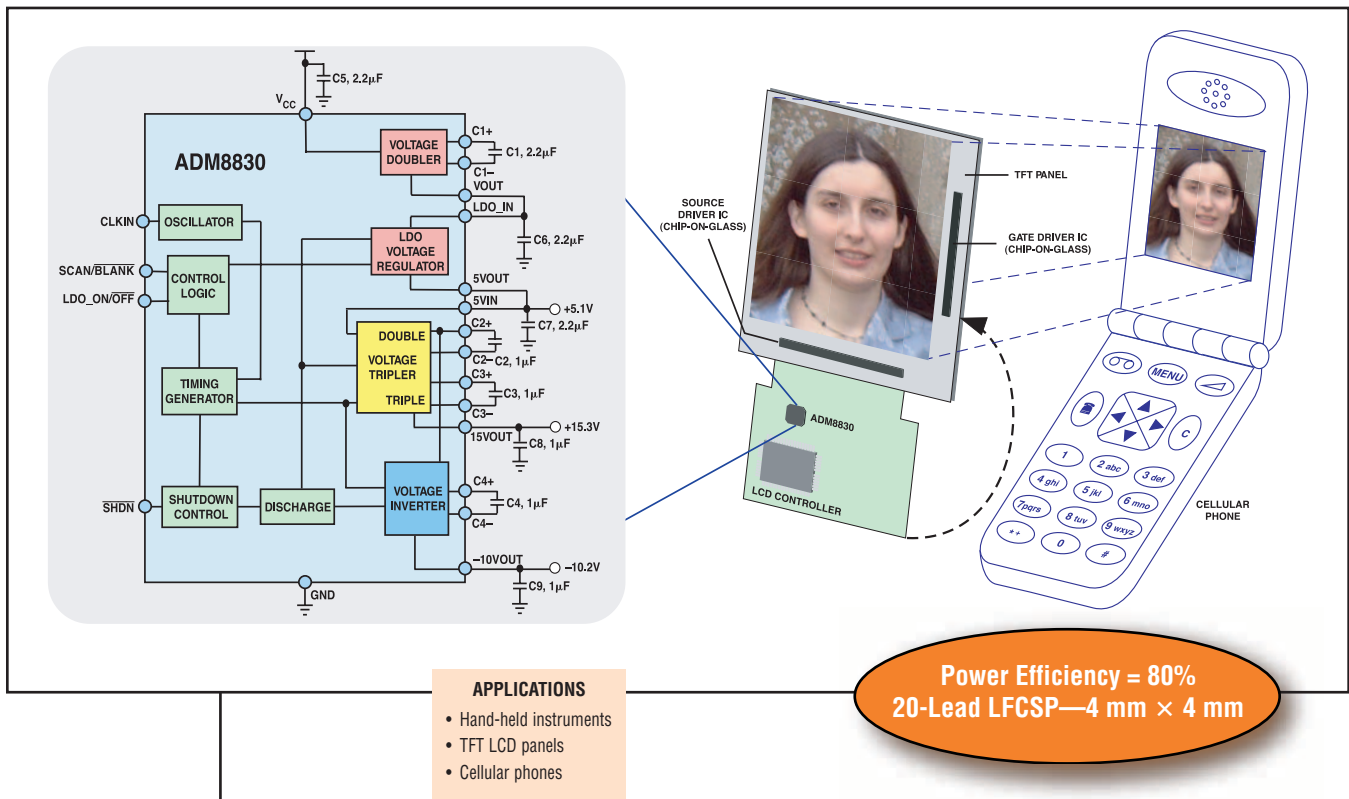 C5, 2.2µF
VCC
ADM8830
VOLTAGE
DOUBLER
C1+
C1, 2.2µF
C1–
VOUT
LDO_IN
C6, 2.2µF
CLKIN
OSCILLATOR
LDO
VOLTAGE
REGULATOR
SCAN/BLANK
CONTROL
LOGIC
LDO_ON/OFF
5VOUT
5VIN
+5.1V
C7, 2.2µF
DOUBLE
VOLTAGE
TRIPLER
TRIPLE
C2+
C2–
C2, 1µF
C3+
C3, 1µF
C3–
TIMING
GENERATOR
15VOUT
+15.3V
C8, 1µF
SHDN
SHUTDOWN
CONTROL
DISCHARGE
VOLTAGE
INVERTER
C4+
C4, 1µF
C4–
–10VOUT
–10.2V
C9, 1µF
GND
SOURCE
DRIVER IC
(CHIP-ON-GLASS)
TFT PANEL
GATE DRIVER IC
(CHIP-ON-GLASS)
ADM8830
LCD CONTROLLER
MENU
C
1
2 abc
3 def
4 ghi
5 jkl
6 mno
7pqrs
8 tuv
9 wxyz
*+
0
#
CELLULAR
PHONE
APPLICATIONS
• Hand-held instruments
• TFT LCD panels
• Cellular phones
Power Efficiency = 80%
20-Lead LFCSP—4 mm × 4 mm